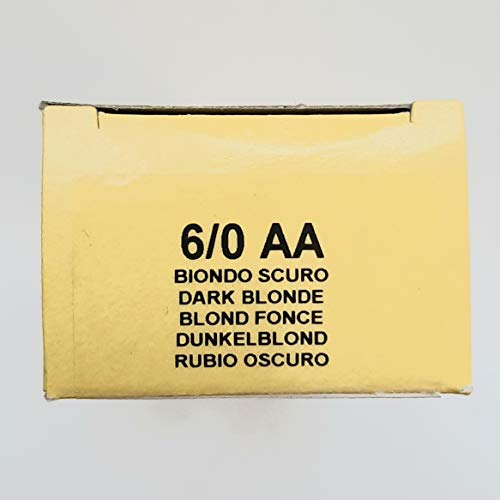 6/0 AA
BIONDO SCURO
DARK BLONDE
BLOND FONCE
DUNKELBLOND
RUBIO OSCURO